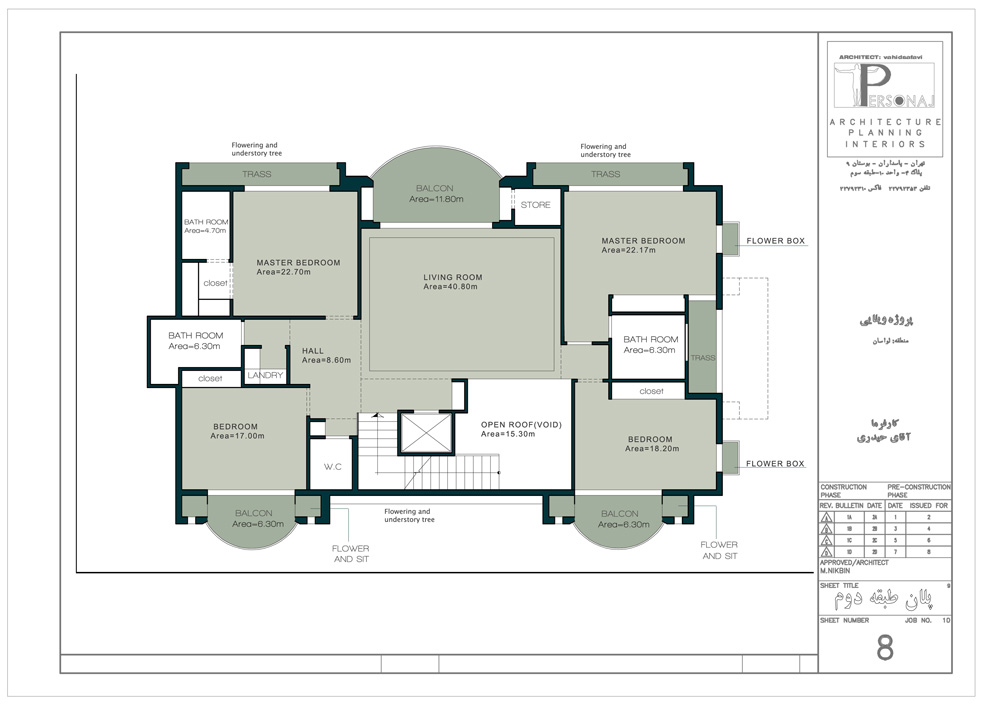 Flowering and
understory tree
TRASS
BALCON
Area=11.80m
Flowering and
understory tree
TRASS
STORE
BATH ROOM
Area=4.70m
MASTER BEDROOM
Area=22.70m
closet
LIVING ROOM
Area=40.80m
MASTER BEDROOM
Area=22.17m
FLOWER BOX
BATH ROOM
Area=6.30m
HALL
Area=8.60m
LANDRY
closet
BATH ROOM
Area=6.30m
TRASS
closet
BEDROOM
Area=17.00m
OPEN ROOF(VOID)
Area=15.30m
BEDROOM
Area=18.20m
W.C
FLOWER BOX
BALCON
Area=6.30m
Flowering and
understory tree
BALCON
Area=6.30m
FLOWER
AND SIT
FLOWER
AND SIT
ARCHITECT: vahidsafavi
PERSONAJ
ARCHITECTURE
PLANNING
INTERIORS
تهران - پاسداران - بوستان ۹
پلاک ۴- واحد ۱۰-طبقه سوم
تلفن ۲۲۷۹۲۳۵۳ فاکس ۲۲۷۹۲۳۱۰
پروژه ویلایی
منطقه: لواسان
کارفرما
آقای حیدری
CONSTRUCTION PHASE
PRE-CONSTRUCTION PHASE
REV. BULLETIN DATE DATE ISSUED FOR
A 1A 2A 1 2
B 1B 2B 3 4
C 1C 2C 5 6
D 1D 2D 7 8
APPROVED/ARCHITECT
M.NIKBIN
SHEET TITLE 9
پلان طبقه دوم
SHEET NUMBER JOB NO. 10
8